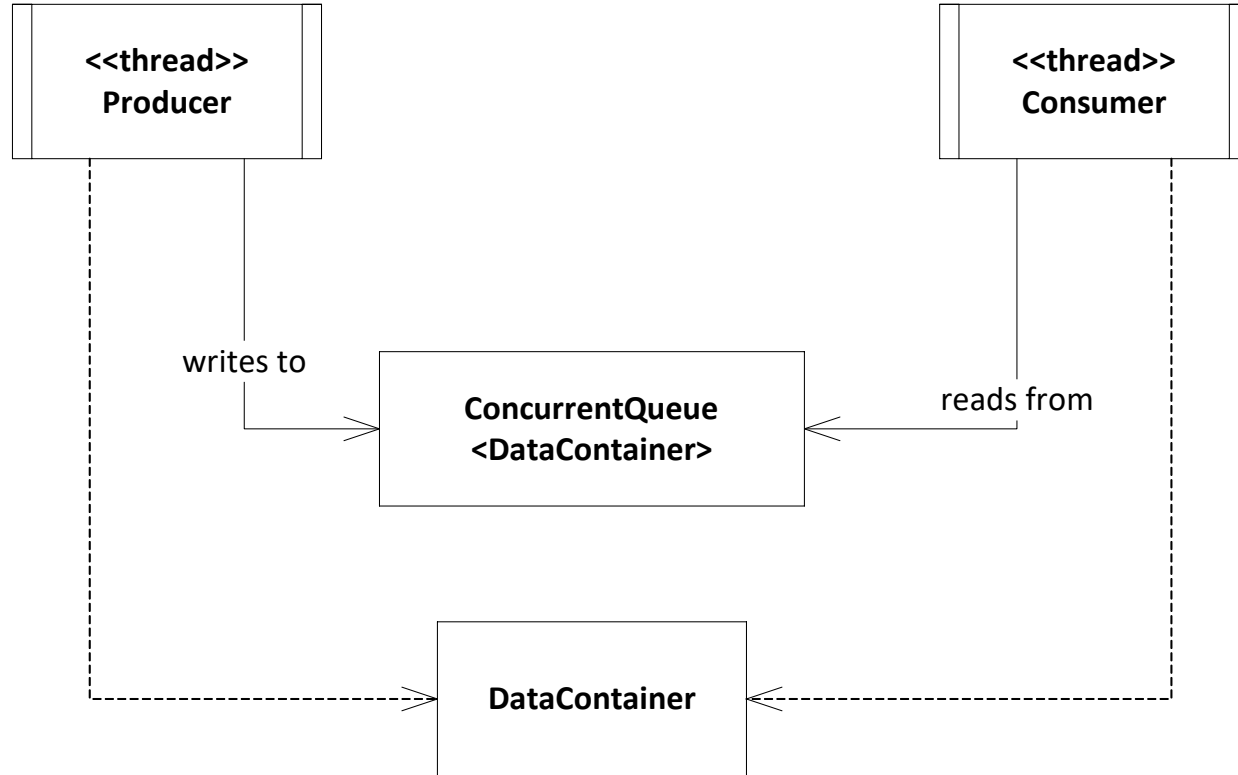 <<thread>>
Producer
<<thread>>
Consumer
writes to
reads from
ConcurrentQueue
<DataContainer>
DataContainer